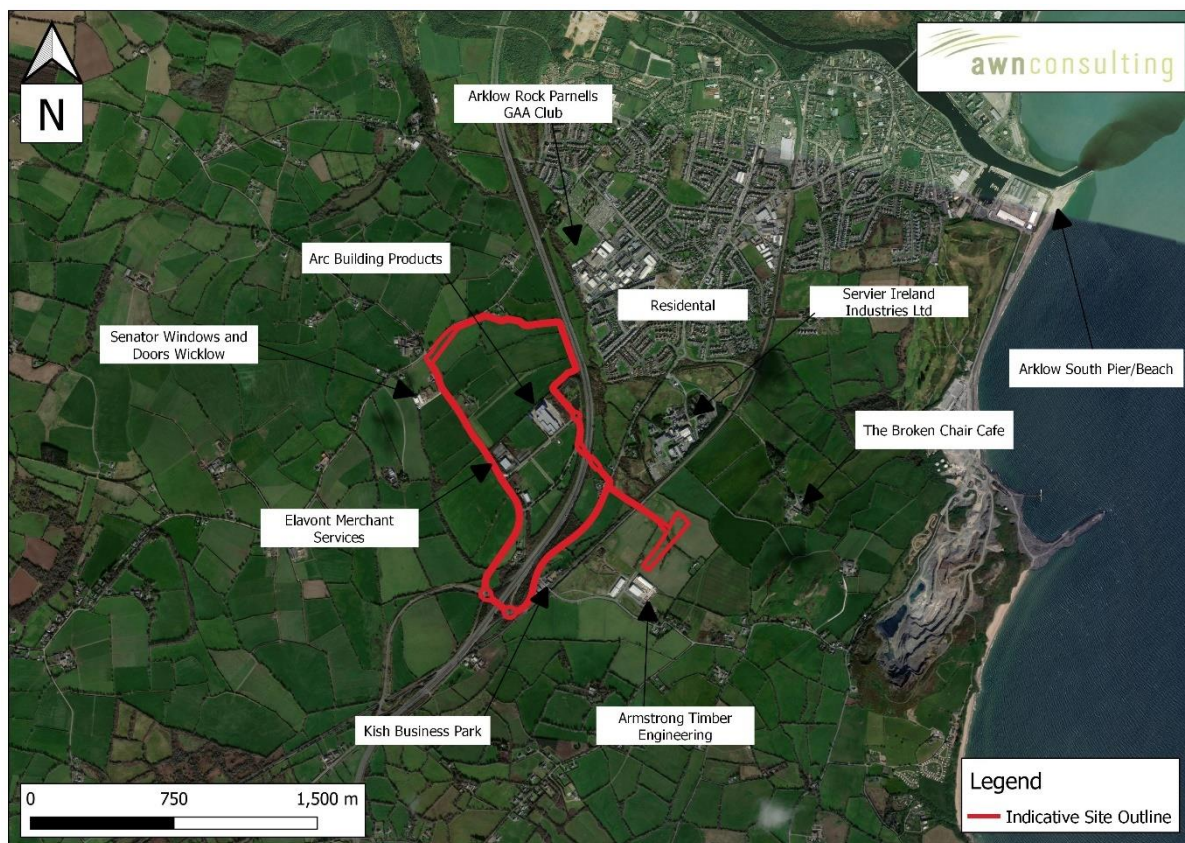 awnconsulting
N
Arklow Rock Parnells
GAA Club
Arc Building Products
Residental
Servier Ireland
Industries Ltd
Senator Windows and
Doors Wicklow
Arklow South Pier/Beach
The Broken Chair Cafe
Elavont Merchant
Services
Kish Business Park
Armstrong Timber
Engineering
0 750 1,500 m
Legend
Indicative Site Outline